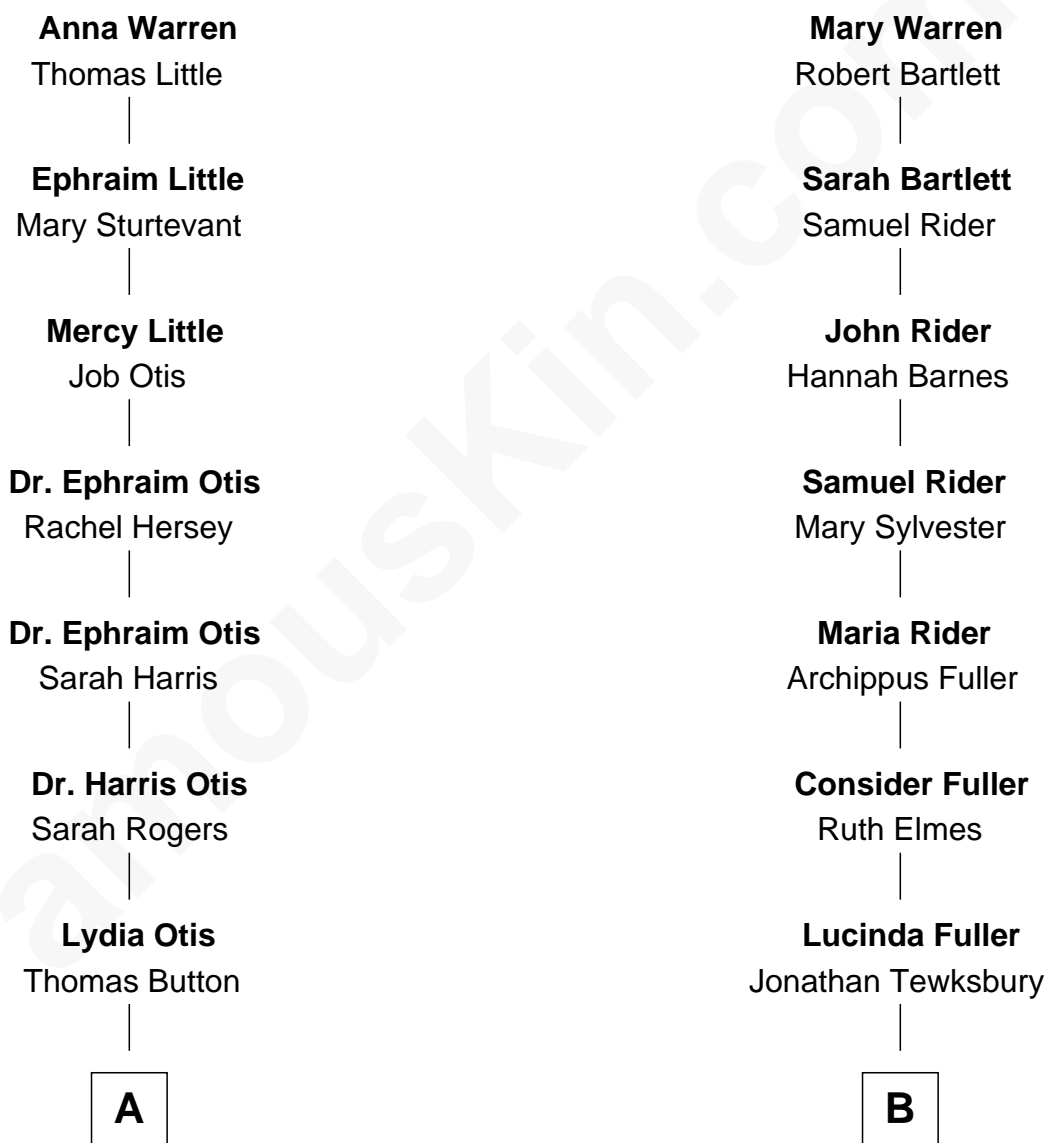 Anna Warren
Thomas Little
Ephraim Little
Mary Sturtevant
Mercy Little
Job Otis
Dr. Ephraim Otis
Rachel Hersey
Dr. Ephraim Otis
Sarah Harris
Dr. Harris Otis
Sarah Rogers
Lydia Otis
Thomas Button
A
Mary Warren
Robert Bartlett
Sarah Bartlett
Samuel Rider
John Rider
Hannah Barnes
Samuel Rider
Mary Sylvester
Maria Rider
Archippus Fuller
Consider Fuller
Ruth Elmes
Lucinda Fuller
Jonathan Tewksbury
B
amouskin.com